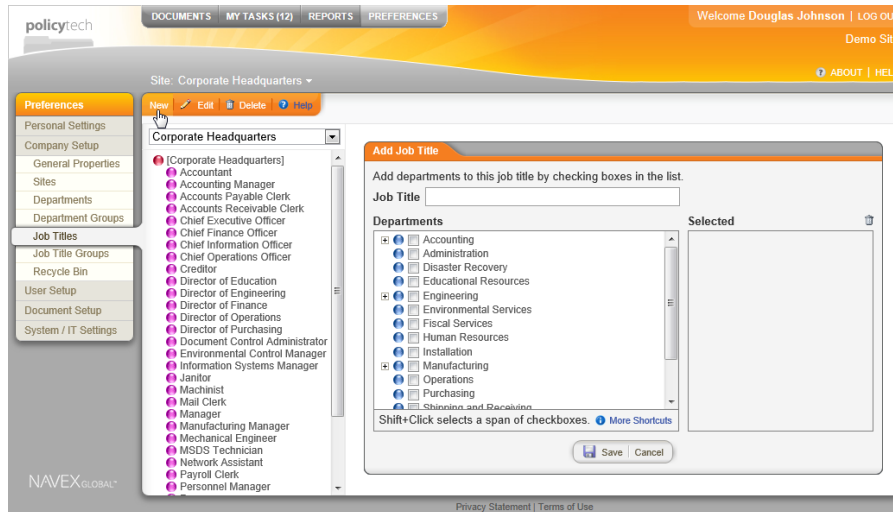 policytech
DOCUMENTS MY TASKS (12) REPORTS PREFERENCES
Welcome Douglas Johnson | LOG OU
Demo Sit
Site: Corporate Headquarters
ABOUT | HEL
Preferences
Personal Settings
Company Setup
General Properties
Sites
Departments
Department Groups
Job Titles
Job Title Groups
Recycle Bin
User Setup
Document Setup
System / IT Settings
NAVEX GLOBAL
New Edit Delete Help
Corporate Headquarters
[Corporate Headquarters]
Accountant
Accounting Manager
Accounts Payable Clerk
Accounts Receivable Clerk
Chief Executive Officer
Chief Finance Officer
Chief Information Officer
Chief Operations Officer
Creditor
Director of Education
Director of Engineering
Director of Finance
Director of Operations
Director of Purchasing
Document Control Administrator
Environmental Control Manager
Information Systems Manager
Janitor
Machinist
Mail Clerk
Manager
Manufacturing Manager
Mechanical Engineer
MSDS Technician
Network Assistant
Payroll Clerk
Personnel Manager
Add Job Title
Add departments to this job title by checking boxes in the list.
Job Title
Departments
Accounting
Administration
Disaster Recovery
Educational Resources
Engineering
Environmental Services
Fiscal Services
Human Resources
Installation
Manufacturing
Operations
Purchasing
Shipping and Receiving
Shift+Click selects a span of checkboxes. More Shortcuts
Selected
Save Cancel
Privacy Statement | Terms of Use